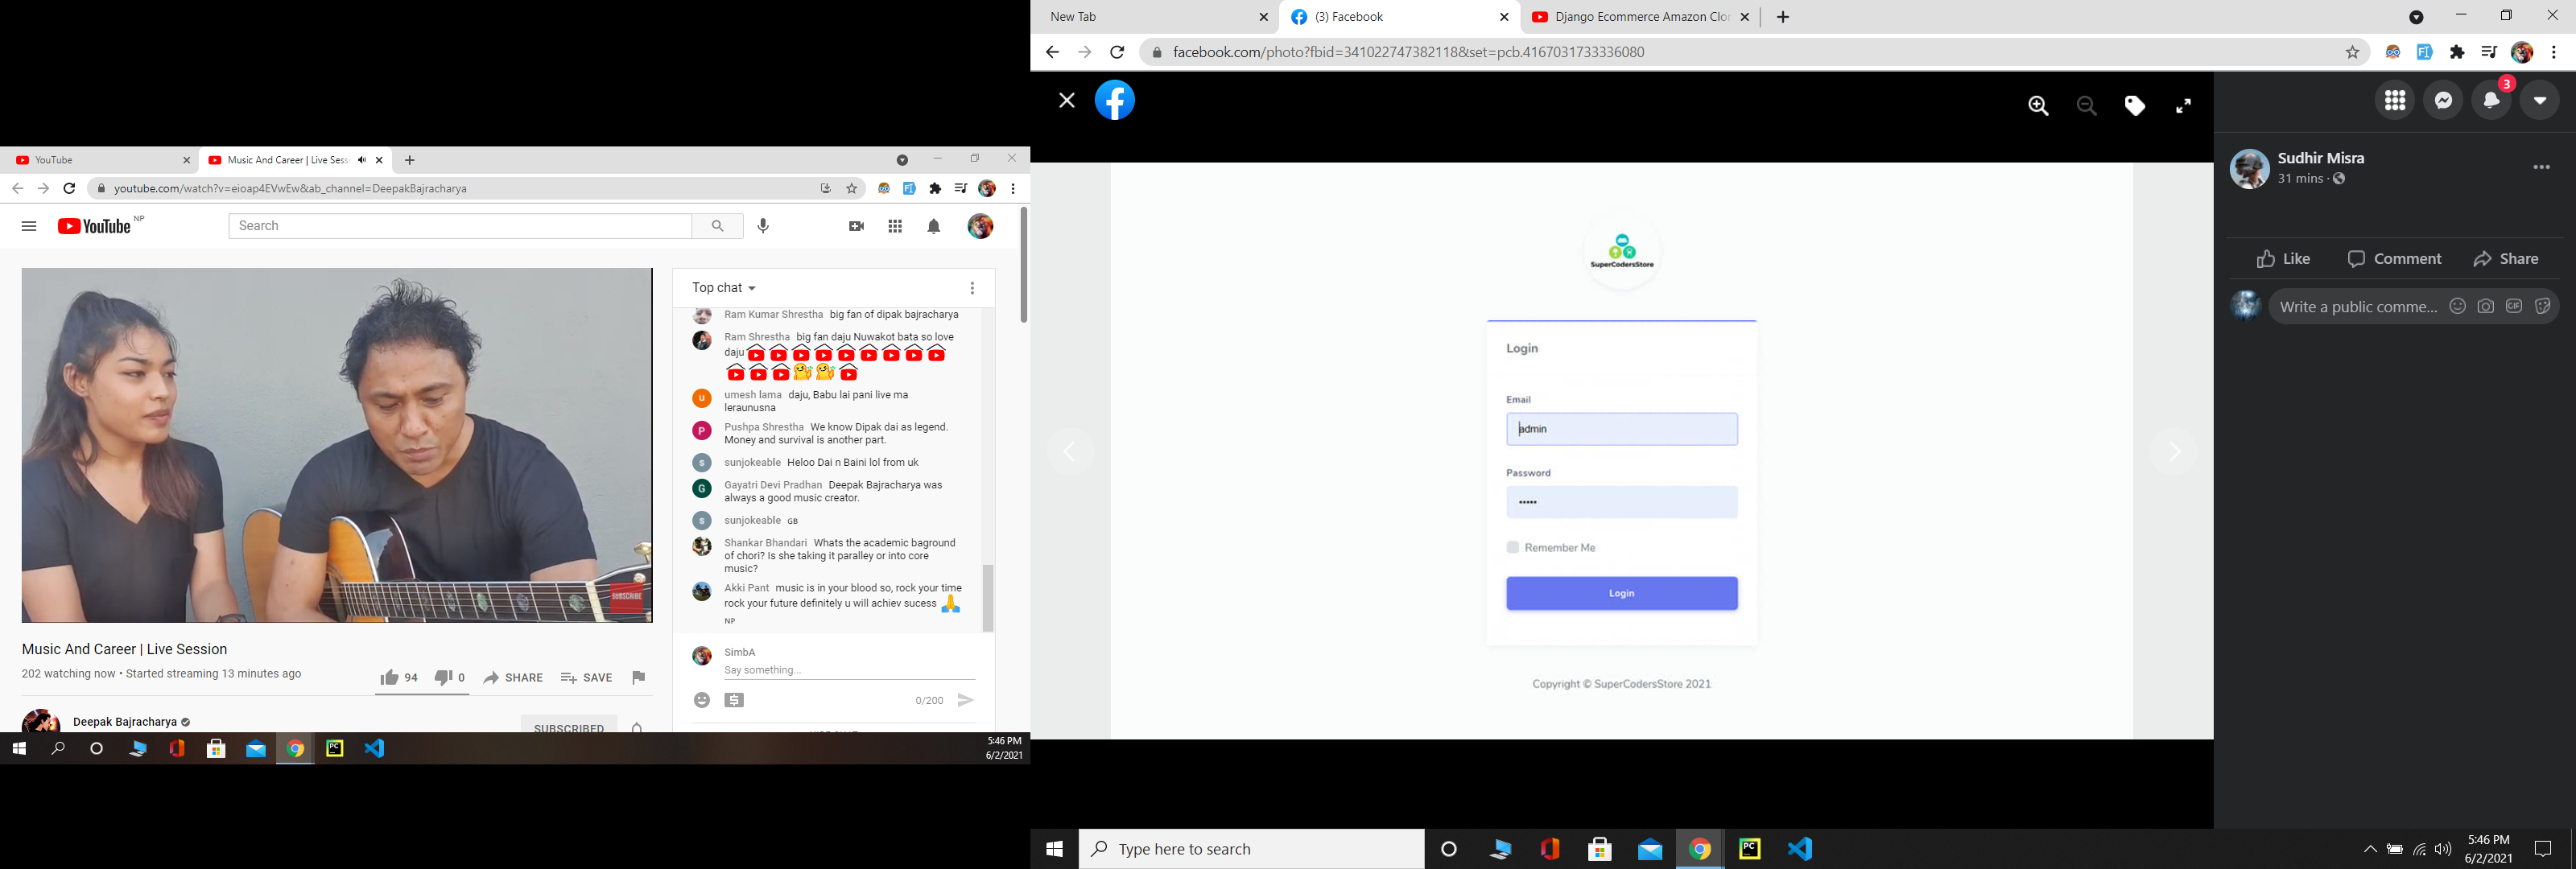 YouTube
Music And Career | Live Sess
youtube.com/watch?v=eioap4EVwEw&ab_channel=DeepakBajracharya
YouTube NP
Search
SUBSCRIBE
Music And Career | Live Session
202 watching now • Started streaming 13 minutes ago
94
0
SHARE
SAVE
Deepak Bajracharya
SUBSCRIBED
Top chat
Ram Kumar Shrestha big fan of dipak bajracharya
Ram Shrestha big fan daju Nuwakot bata so love
daju
umesh lama daju, Babu lai pani live ma
leraunusna
Pushpa Shrestha We know Dipak dai as legend.
Money and survival is another part.
sunjokeable Heloo Dai n Baini lol from uk
Gayatri Devi Pradhan Deepak Bajracharya was
always a good music creator.
sunjokeable GB
Shankar Bhandari Whats the academic baground
of chori? Is she taking it paralley or into core
music?
Akki Pant music is in your blood so, rock your time
rock your future definitely u will achiev sucess
NP
SimbA
Say something...
0/200
5:46 PM
6/2/2021
New Tab
(3) Facebook
Django Ecommerce Amazon Clor
facebook.com/photo?fbid=341022747382118&set=pcb.4167031733336080
SuperCodersStore
Login
Email
admin
Password
•••••
Remember Me
Login
Copyright © SuperCodersStore 2021
3
Sudhir Misra
31 mins ·
Like
Comment
Share
Write a public comme...
GIF
Type here to search
5:46 PM
6/2/2021